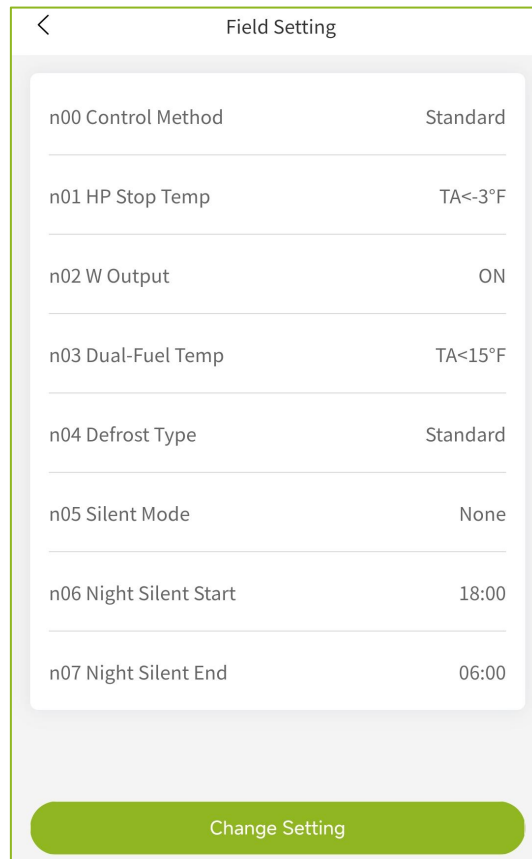 Field Setting
n00 Control Method Standard
n01 HP Stop Temp TA<-3°F
n02 W Output ON
n03 Dual-Fuel Temp TA<15°F
n04 Defrost Type Standard
n05 Silent Mode None
n06 Night Silent Start 18:00
n07 Night Silent End 06:00
Change Setting